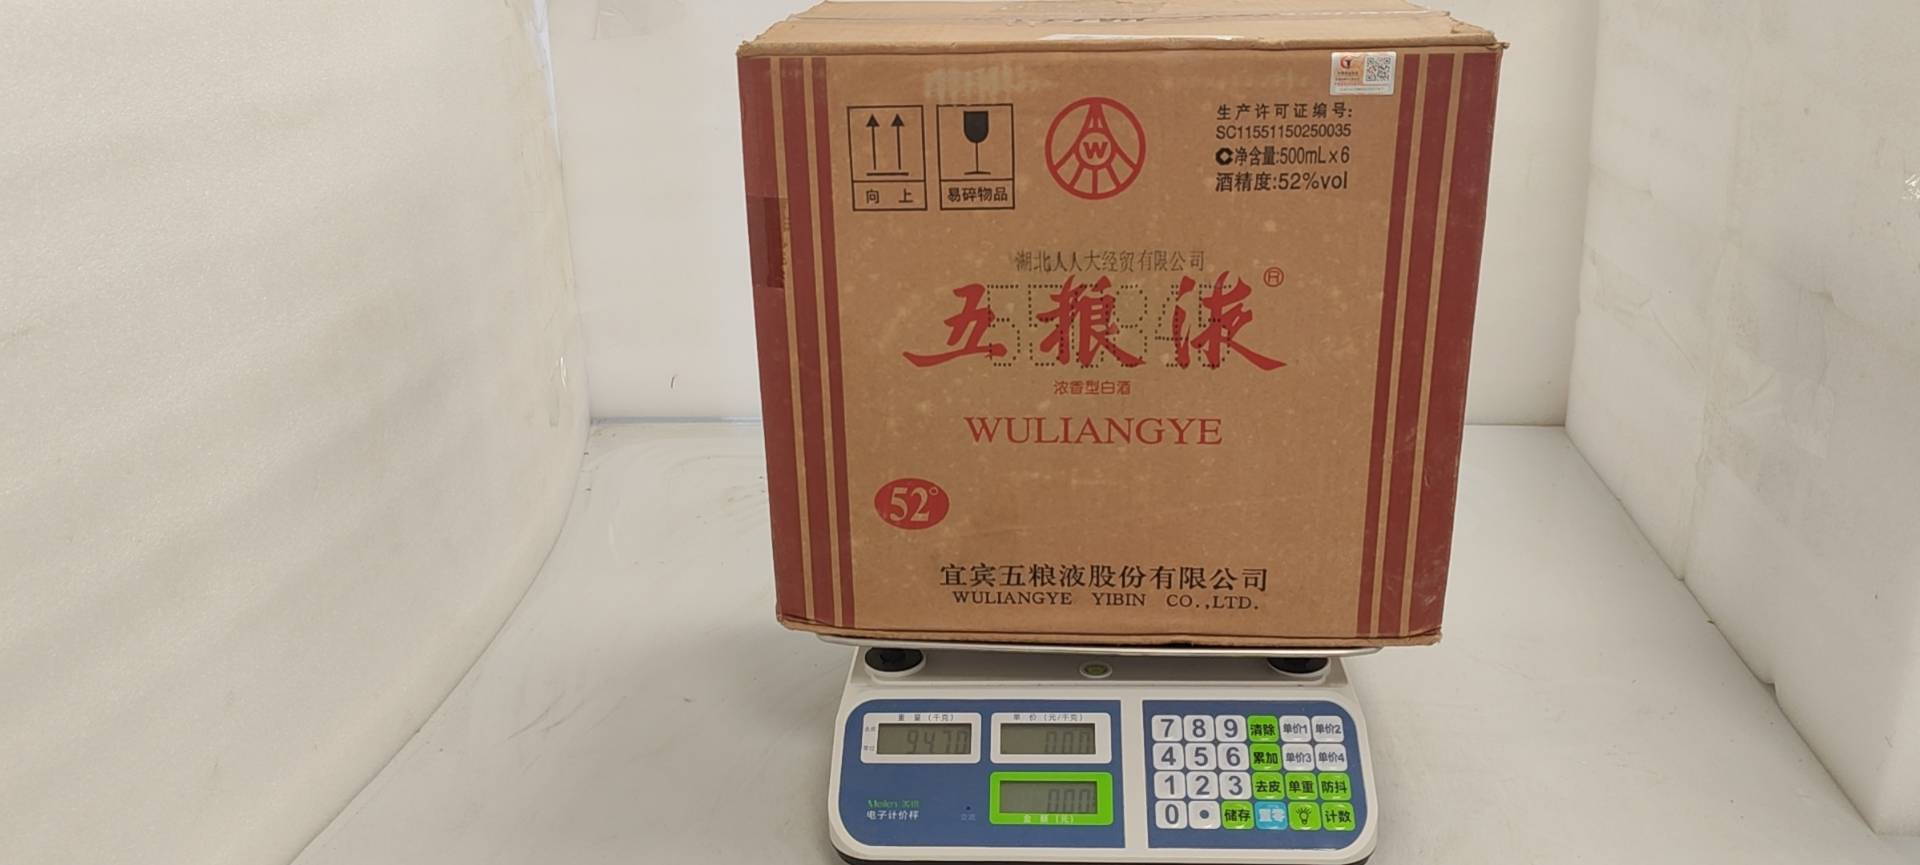 生产许可证编号:
SC11551150250035
C净含量:500mL×6
酒精度:52%vol
向 上
易碎物品
W
湖北人人大经贸有限公司
五粮液®
浓香型白酒
WULIANGYE
52°
宜宾五粮液股份有限公司
WULIANGYE YIBIN CO.,LTD.
重量(千克)
单价(元/千克)
9.470
0.00
0.00
金额(元)
电子计价秤
7 8 9 清除 单价1 单价2
4 5 6 累加 单价3 单价4
1 2 3 去皮 单重 防抖
0 • 储存 置零 计数